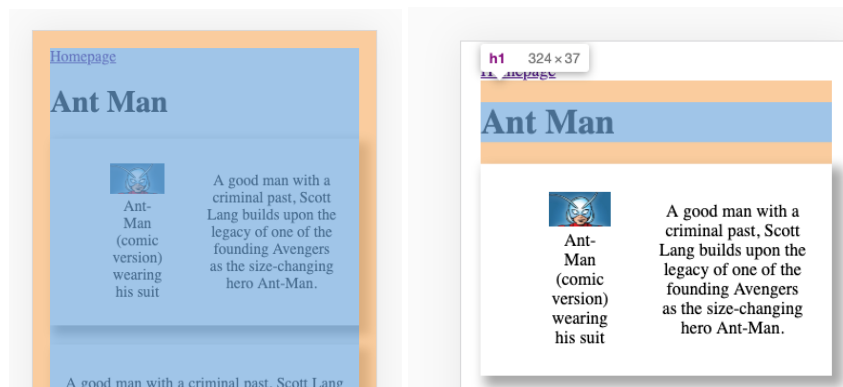 Homepage
Ant Man
Ant-
Man
(comic
version)
wearing
his suit
A good man with a
criminal past, Scott
Lang builds upon the
legacy of one of the
founding Avengers
as the size-changing
hero Ant-Man.
A good man with a criminal past, Scott Lang
h1 324 × 37
Homepage
Ant Man
Ant-
Man
(comic
version)
wearing
his suit
A good man with a
criminal past, Scott
Lang builds upon the
legacy of one of the
founding Avengers
as the size-changing
hero Ant-Man.